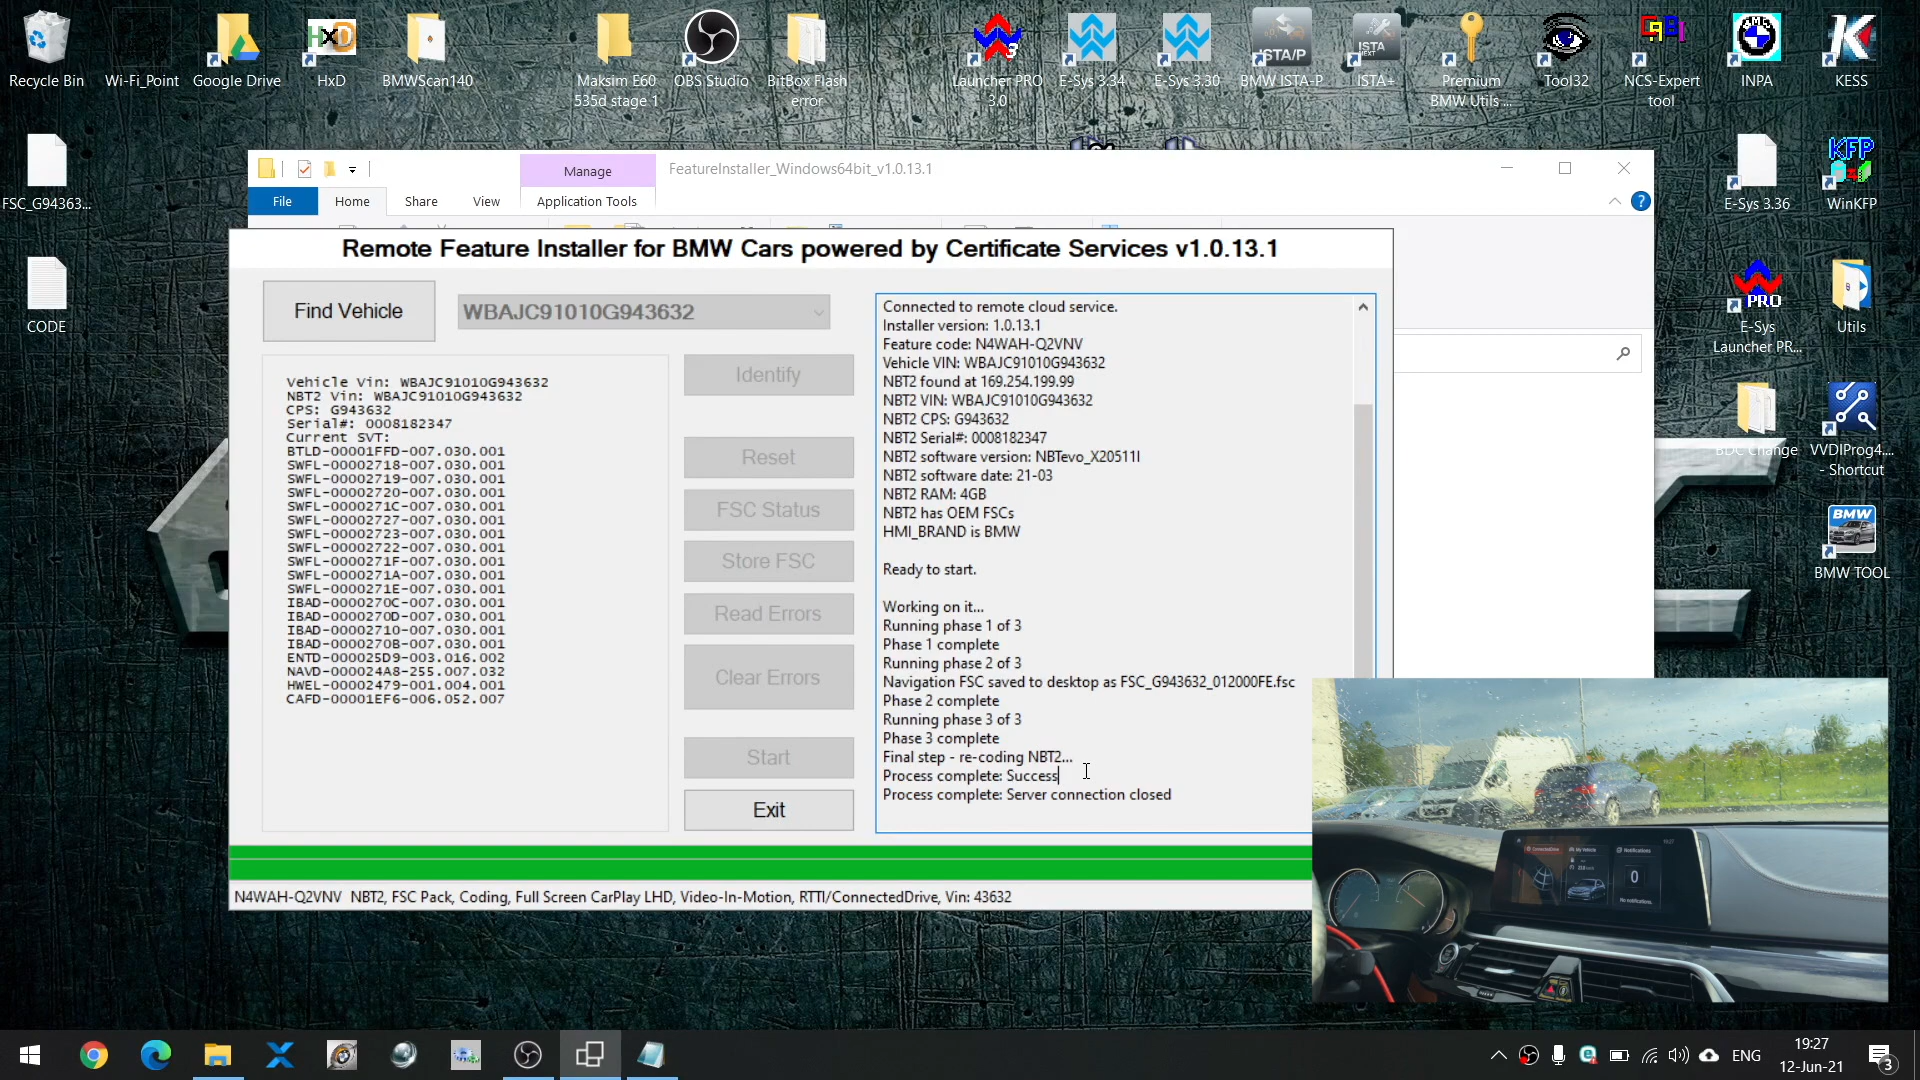 Recycle Bin
Wi-Fi_Point
Google Drive
HxD
BMWScan140
Maksim E60
535d stage 1
OBS Studio
BitBox Flash
error
Launcher PRO
3.0
E-Sys 3.34
E-Sys 3.30
BMW ISTA-P
ISTA+
Premium
BMW Utils ...
Tool32
NCS-Expert
tool
INPA
KESS
FSC_G94363...
CODE
E-Sys 3.36
WinKFP
E-Sys
Launcher PR...
Utils
BDC Change
VVDIProg4....
- Shortcut
BMW TOOL
Manage
FeatureInstaller_Windows64bit_v1.0.13.1
File
Home
Share
View
Application Tools
Remote Feature Installer for BMW Cars powered by Certificate Services v1.0.13.1
Find Vehicle
WBAJC91010G943632
Vehicle Vin: WBAJC91010G943632
NBT2 Vin: WBAJC91010G943632
CPS: G943632
Serial#: 0008182347
Current SVT:
BTLD-00001FFD-007.030.001
SWFL-00002718-007.030.001
SWFL-00002719-007.030.001
SWFL-00002720-007.030.001
SWFL-0000271C-007.030.001
SWFL-00002727-007.030.001
SWFL-00002723-007.030.001
SWFL-00002722-007.030.001
SWFL-0000271F-007.030.001
SWFL-0000271A-007.030.001
SWFL-0000271E-007.030.001
IBAD-0000270C-007.030.001
IBAD-0000270D-007.030.001
IBAD-00002710-007.030.001
IBAD-0000270B-007.030.001
ENTD-000025D9-003.016.002
NAVD-000024A8-255.007.032
HWEL-00002479-001.004.001
CAFD-00001EF6-006.052.007
Identify
Reset
FSC Status
Store FSC
Read Errors
Clear Errors
Start
Exit
Connected to remote cloud service.
Installer version: 1.0.13.1
Feature code: N4WAH-Q2VNV
Vehicle VIN: WBAJC91010G943632
NBT2 found at 169.254.199.99
NBT2 VIN: WBAJC91010G943632
NBT2 CPS: G943632
NBT2 Serial#: 0008182347
NBT2 software version: NBTevo_X20511I
NBT2 software date: 21-03
NBT2 RAM: 4GB
NBT2 has OEM FSCs
HMI_BRAND is BMW
Ready to start.
Working on it...
Running phase 1 of 3
Phase 1 complete
Running phase 2 of 3
Navigation FSC saved to desktop as FSC_G943632_012000FE.fsc
Phase 2 complete
Running phase 3 of 3
Phase 3 complete
Final step - re-coding NBT2...
Process complete: Success
Process complete: Server connection closed
N4WAH-Q2VNV NBT2, FSC Pack, Coding, Full Screen CarPlay LHD, Video-In-Motion, RTTI/ConnectedDrive, Vin: 43632
ConnectedDrive
My Vehicle
Notifications
0
ENG
19:27
12-Jun-21
3